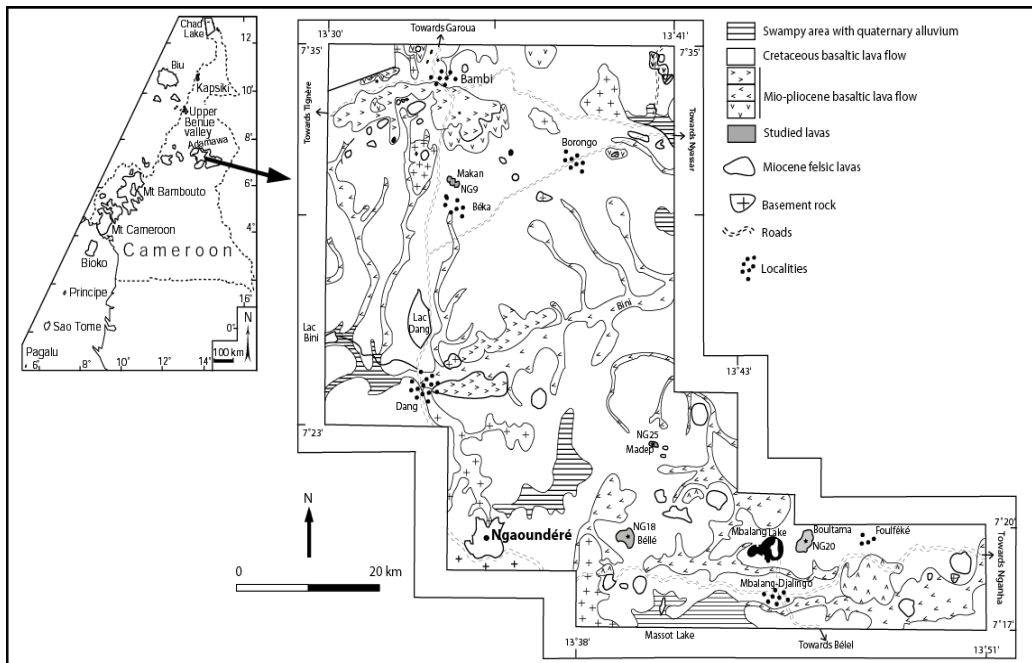 Chad
Lake
12
Biu
Kapsiki
10°
Upper
Benue
valley
8°
Adamawa
6°
Mt Bambouto
4°
Mt Cameroon
Cameroon
Bioko
2°
Principe
16°
N
Sao Tome
0°
100 km
Pagalu
6°
8°
10°
12°
14°
Towards Garoua
13°30
13°41
7°35
7°35
Towards Tignère
Bambi
Towards Nyassar
Borongo
Makan
NG9
Béka
Lac
Dang
Bini
Lac
Bini
Dang
7°23
13°43
NG25
Madep
N
Ngaoundéré
NG18
Béllé
Mbalang Lake
Boultama
NG20
Foulféké
7°20
Towards Nganha
0
20 km
Mbalang-Djalingo
Massot Lake
7°17
13°38
Towards Bélel
13°51
Swampy area with quaternary alluvium
Cretaceous basaltic lava flow
Mio-pliocene basaltic lava flow
Studied lavas
Miocene felsic lavas
Basement rock
Roads
Localities